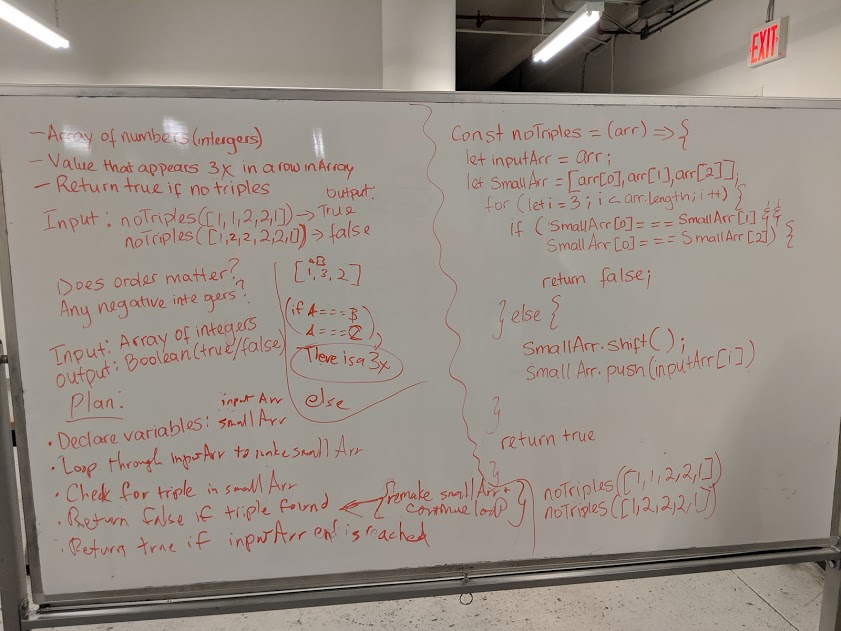 EXIT
- Array of numbers (intergers)
- Value that appears 3x in a row in Array
- Return true if no triples
output:
Input: noTriples([1,1,2,2,1]) → True
noTriples([1,2,2,2,2,1]) → false
Does order matter?
Any negative integers?
Input: Array of integers
output: Boolean(true/false)
AB
[1,3,2]
(if A===B
A===C)
There is a 3x
else
Plan:
input Arr
• Declare variables: small Arr
• Loop through inputArr to make small Arr
• Check for triple in small Arr
• Return false if triple found
remake smallArr +
continue loop
• Return true if inputArr end is reached
Const noTriples = (arr) => {
let inputArr = arr;
let SmallArr = [arr[0], arr[1], arr[2]];
for (let i = 3; i < arr.length; i++) {
if (SmallArr[0] === SmallArr[1] &&
SmallArr[0] === SmallArr[2]) {
return false;
} else {
SmallArr.shift();
Small Arr.push(inputArr[i])
}
return true
};
}
noTriples([1,1,2,2,1])
noTriples([1,2,2,2,1])